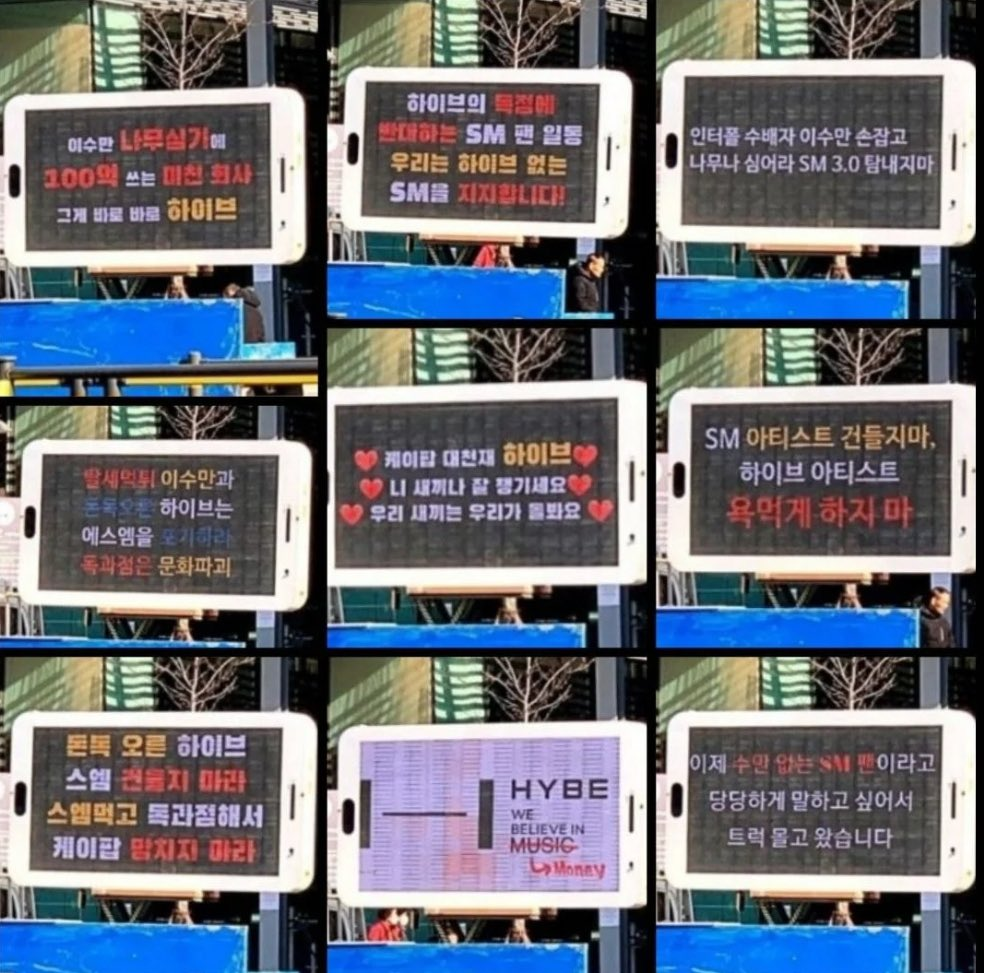 이수만 나무심기에
100억 쓰는 미친 회사
그게 바로 바로 하이브
하이브의 독점에
반대하는 SM 팬 일동
우리는 하이브 없는
SM을 지지합니다!
인터폴 수배자 이수만 손잡고
나무나 심어라 SM 3.0 탐내지마
탈세먹튀 이수만과
돈독오른 하이브는
에스엠을 포기하라
독과점은 문화파괴
케이팝 대천재 하이브
니 새끼나 잘 챙기세요
우리 새끼는 우리가 돌봐요
SM 아티스트 건들지마,
하이브 아티스트
욕먹게 하지 마
돈독 오른 하이브
스엠 건들지 마라
스엠먹고 독과점해서
케이팝 망치지 마라
HYBE
WE
BELIEVE IN
MUSIC
Money
이제 수만 없는 SM 팬이라고
당당하게 말하고 싶어서
트럭 몰고 왔습니다